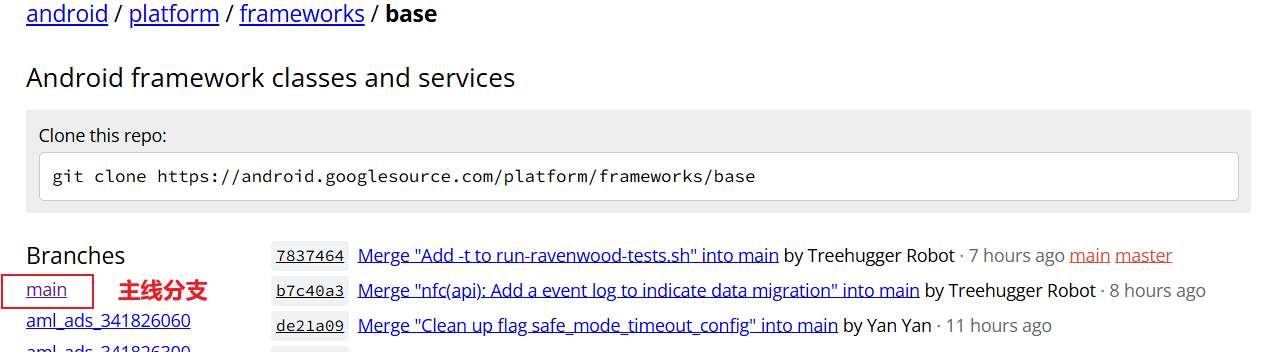 android / platform / frameworks / base
Android framework classes and services
Clone this repo:
git clone https://android.googlesource.com/platform/frameworks/base
Branches
main 主线分支
aml_ads_341826060
aml_ads_341826300
7837464 Merge "Add -t to run-ravenwood-tests.sh" into main by Treehugger Robot · 7 hours ago main master
b7c40a3 Merge "nfc(api): Add a event log to indicate data migration" into main by Treehugger Robot · 8 hours ago
de21a09 Merge "Clean up flag safe_mode_timeout_config" into main by Yan Yan · 11 hours ago